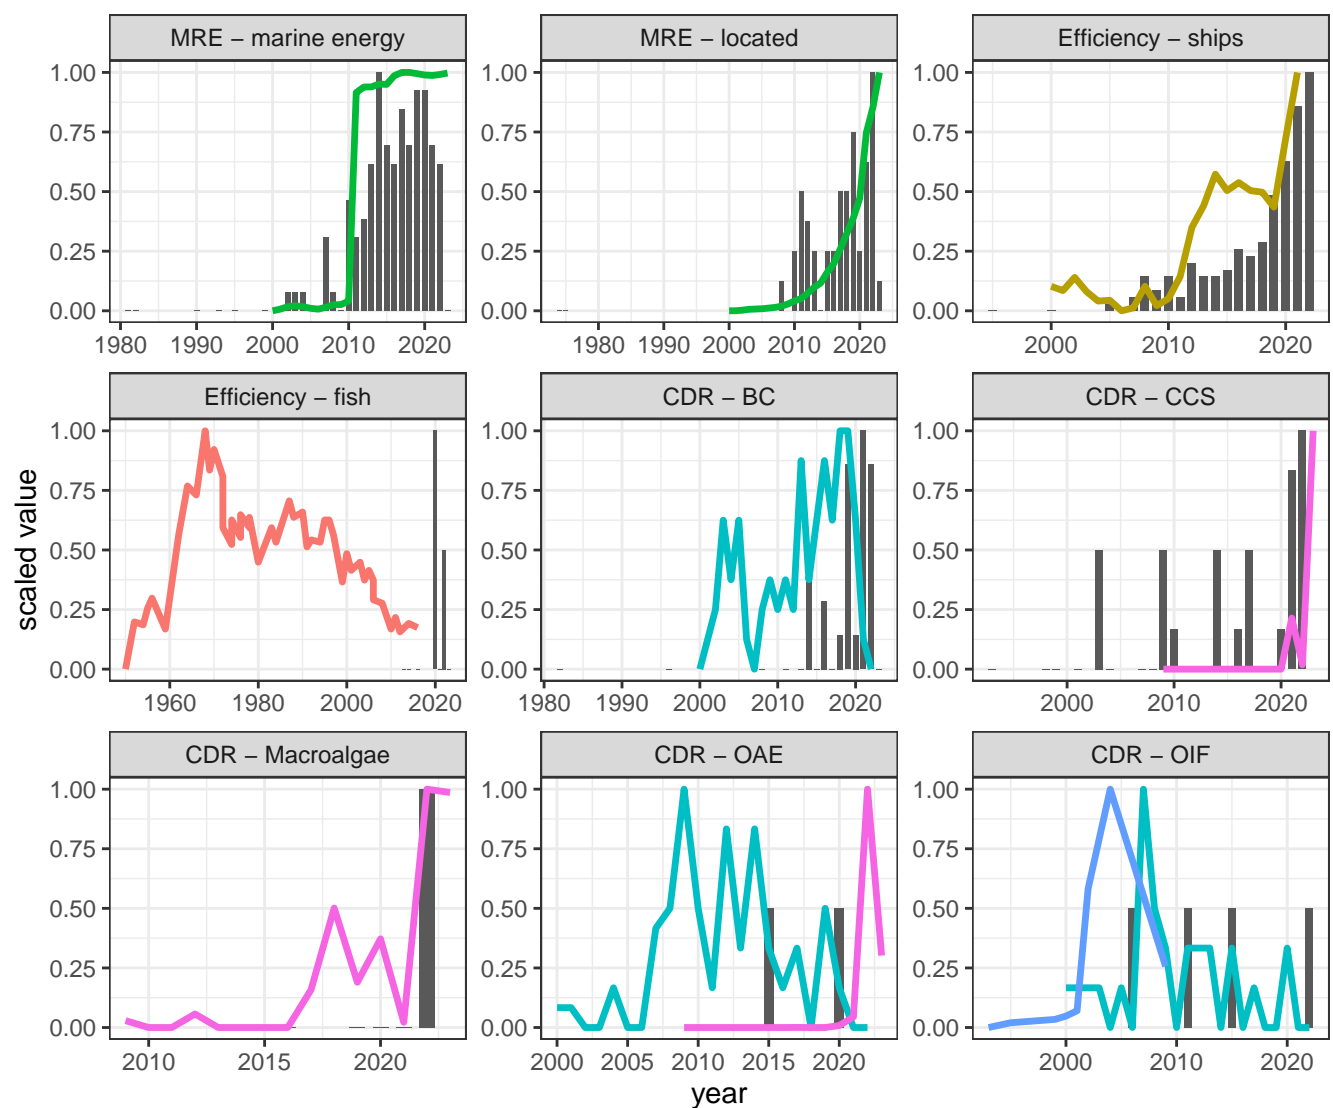 MRE – marine energy
MRE – located
Efficiency – ships
1.00
0.75
0.50
0.25
0.00
1980 1990 2000 2010 2020
1.00
0.75
0.50
0.25
0.00
1980 1990 2000 2010 2020
1.00
0.75
0.50
0.25
0.00
2000 2010 2020
Efficiency – fish
CDR – BC
CDR – CCS
scaled value
1.00
0.75
0.50
0.25
0.00
1960 1980 2000 2020
1.00
0.75
0.50
0.25
0.00
1980 1990 2000 2010 2020
1.00
0.75
0.50
0.25
0.00
2000 2010 2020
CDR – Macroalgae
CDR – OAE
CDR – OIF
1.00
0.75
0.50
0.25
0.00
2010 2015 2020
1.00
0.75
0.50
0.25
0.00
2000 2005 2010 2015 2020
1.00
0.75
0.50
0.25
0.00
2000 2010 2020
year